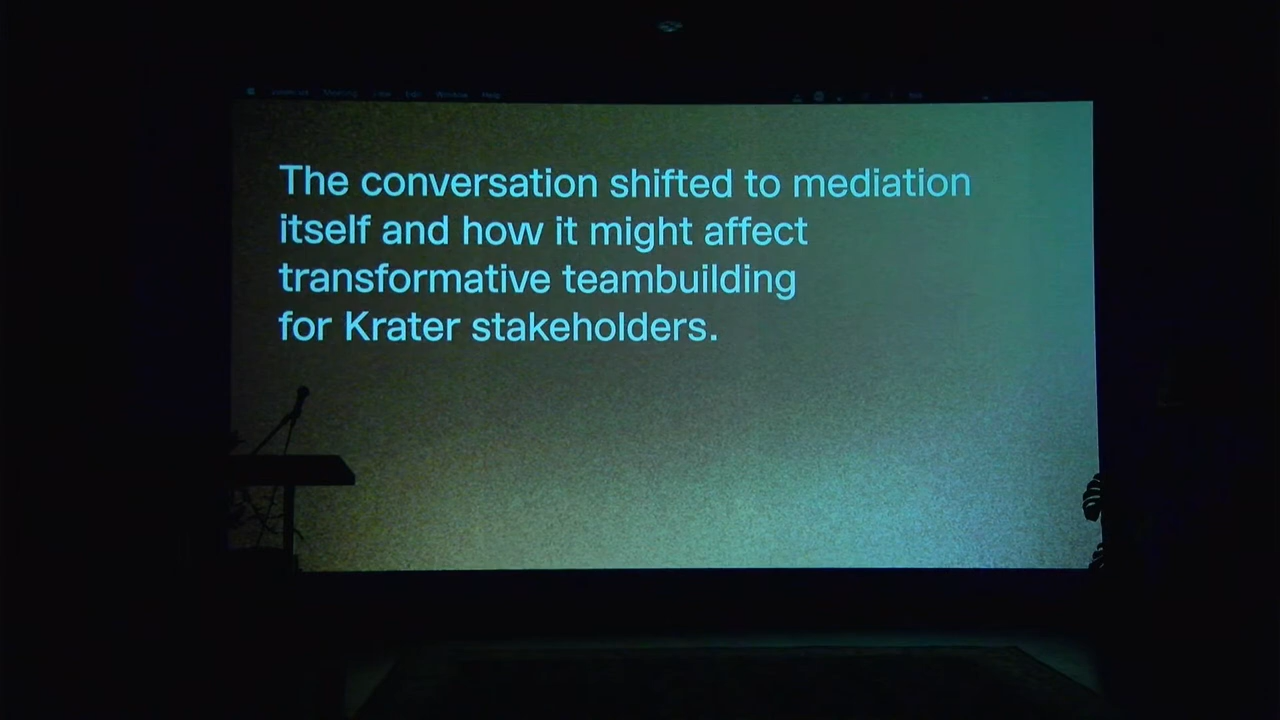 The conversation shifted to mediation
itself and how it might affect
transformative teambuilding
for Krater stakeholders.